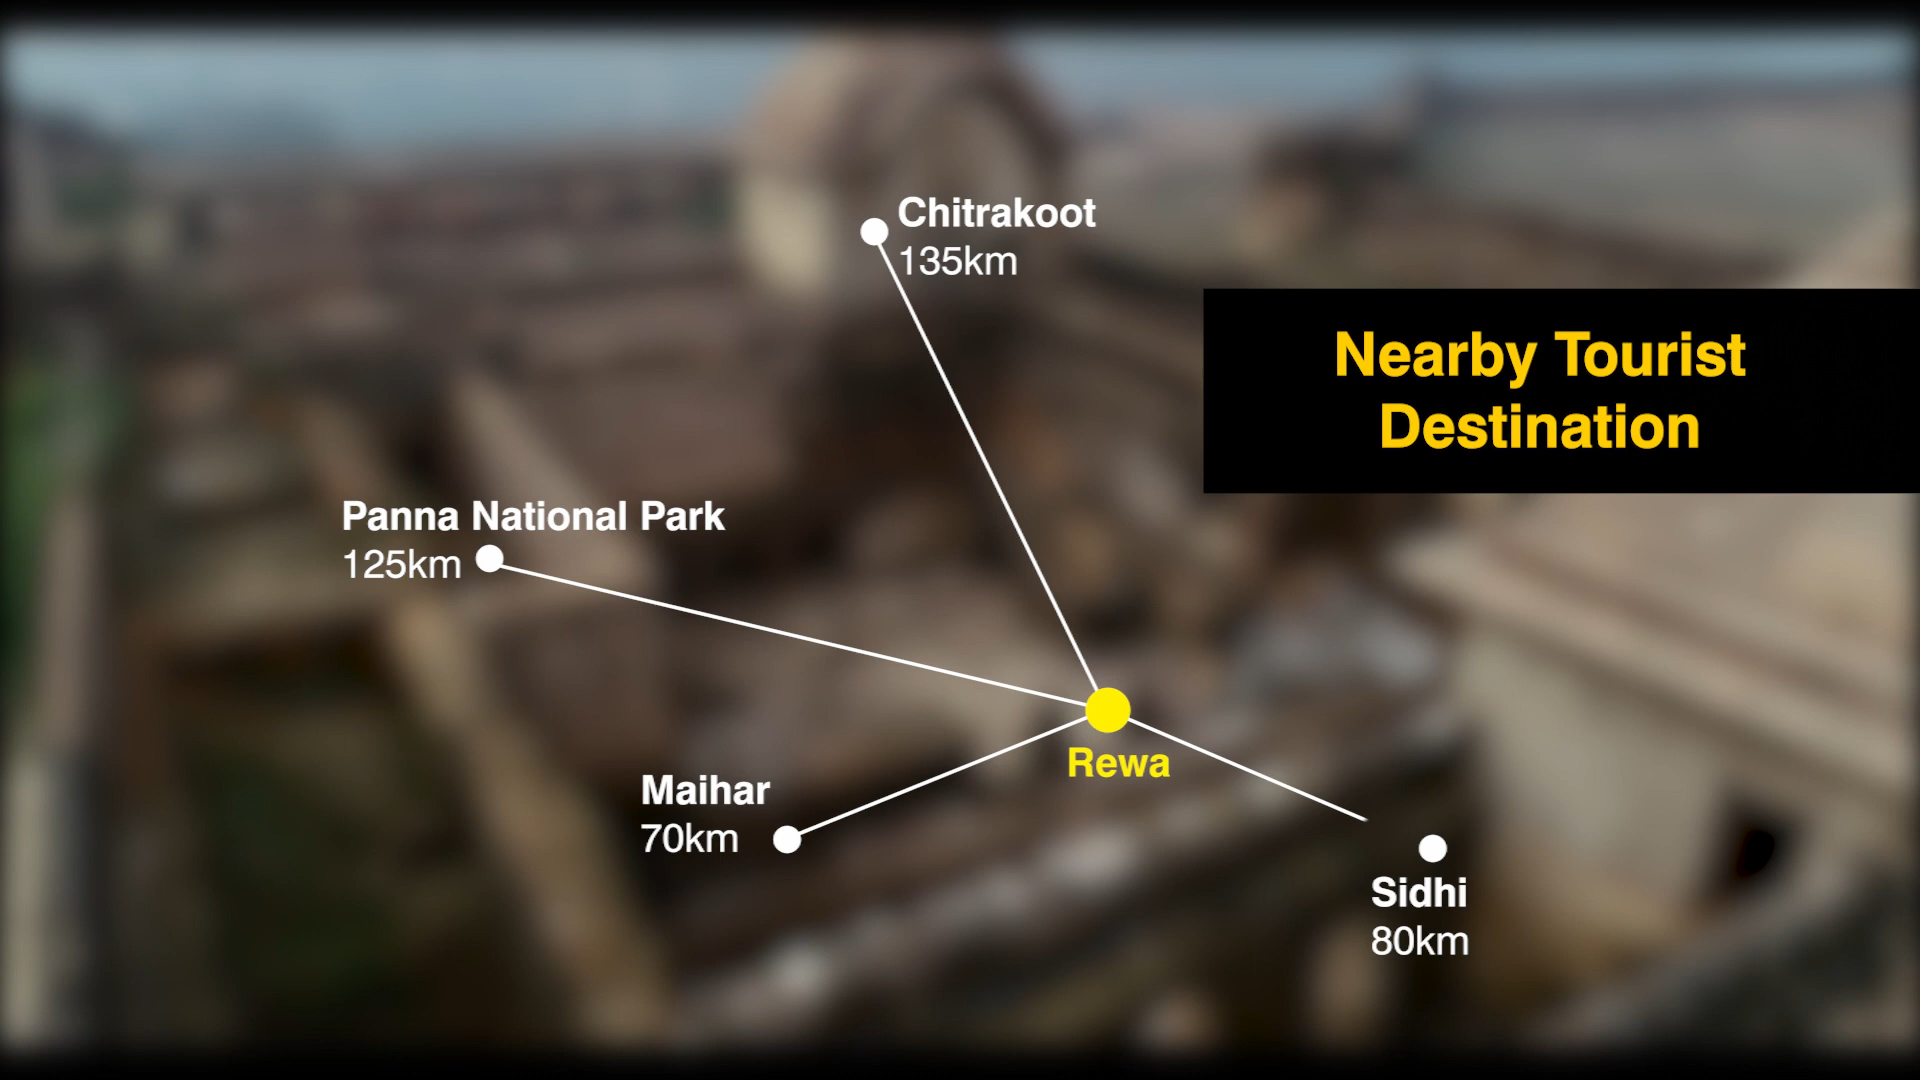 Chitrakoot
135km
Nearby Tourist
Destination
Panna National Park
125km
Rewa
Maihar
70km
Sidhi
80km